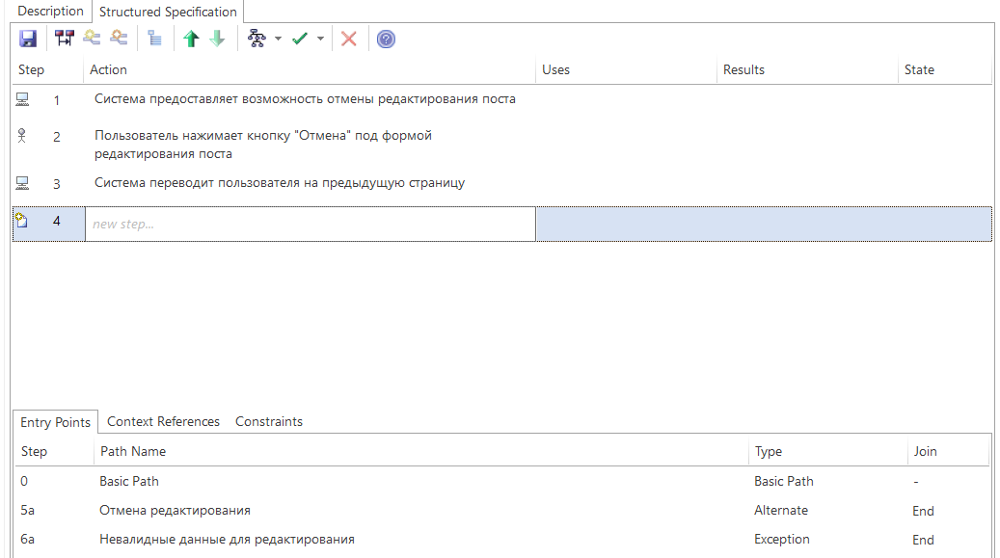 Description Structured Specification
Step Action Uses Results State
1 Система предоставляет возможность отмены редактирования поста
2 Пользователь нажимает кнопку "Отмена" под формой
редактирования поста
3 Система переводит пользователя на предыдущую страницу
4 new step...
Entry Points Context References Constraints
Step Path Name Type Join
0 Basic Path Basic Path -
5a Отмена редактирования Alternate End
6a Невалидные данные для редактирования Exception End